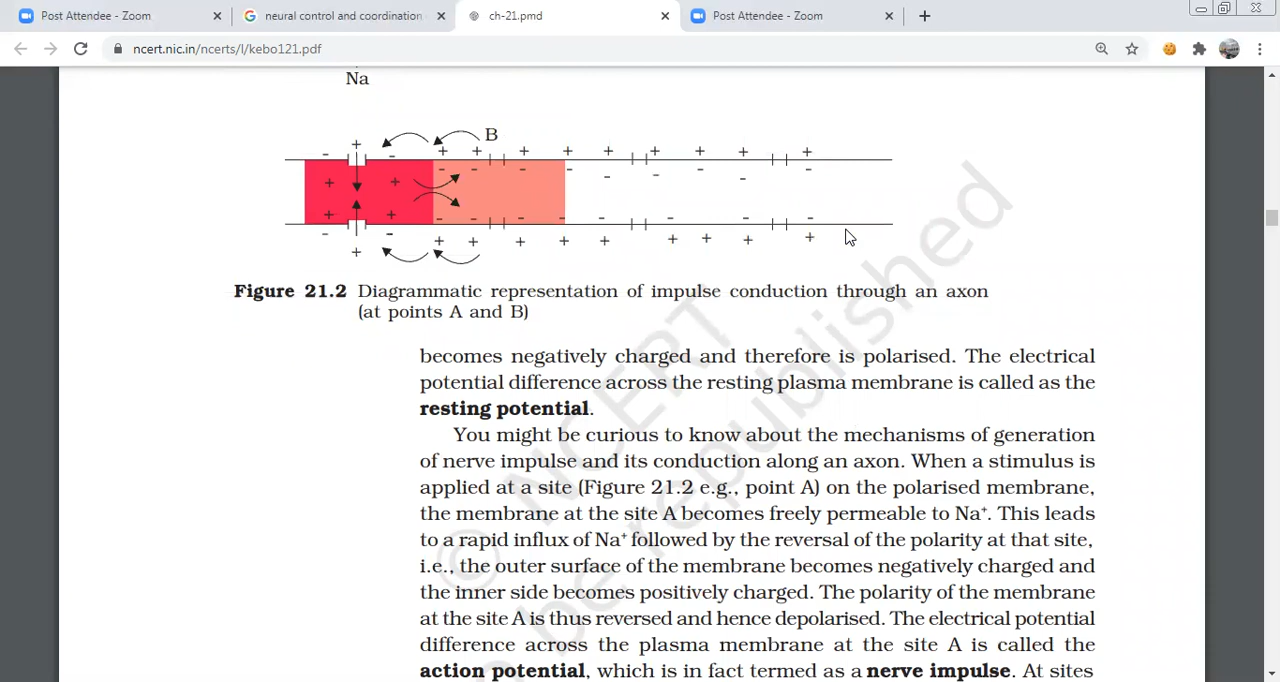 Post Attendee - Zoom
neural control and coordination
ch-21.pmd
Post Attendee - Zoom
ncert.nic.in/ncerts/l/kebo121.pdf
Na
B
Figure 21.2 Diagrammatic representation of impulse conduction through an axon
(at points A and B)
becomes negatively charged and therefore is polarised. The electrical
potential difference across the resting plasma membrane is called as the
resting potential.
You might be curious to know about the mechanisms of generation
of nerve impulse and its conduction along an axon. When a stimulus is
applied at a site (Figure 21.2 e.g., point A) on the polarised membrane,
the membrane at the site A becomes freely permeable to Na⁺. This leads
to a rapid influx of Na⁺ followed by the reversal of the polarity at that site,
i.e., the outer surface of the membrane becomes negatively charged and
the inner side becomes positively charged. The polarity of the membrane
at the site A is thus reversed and hence depolarised. The electrical potential
difference across the plasma membrane at the site A is called the
action potential, which is in fact termed as a nerve impulse. At sites
© NCERT
be republished